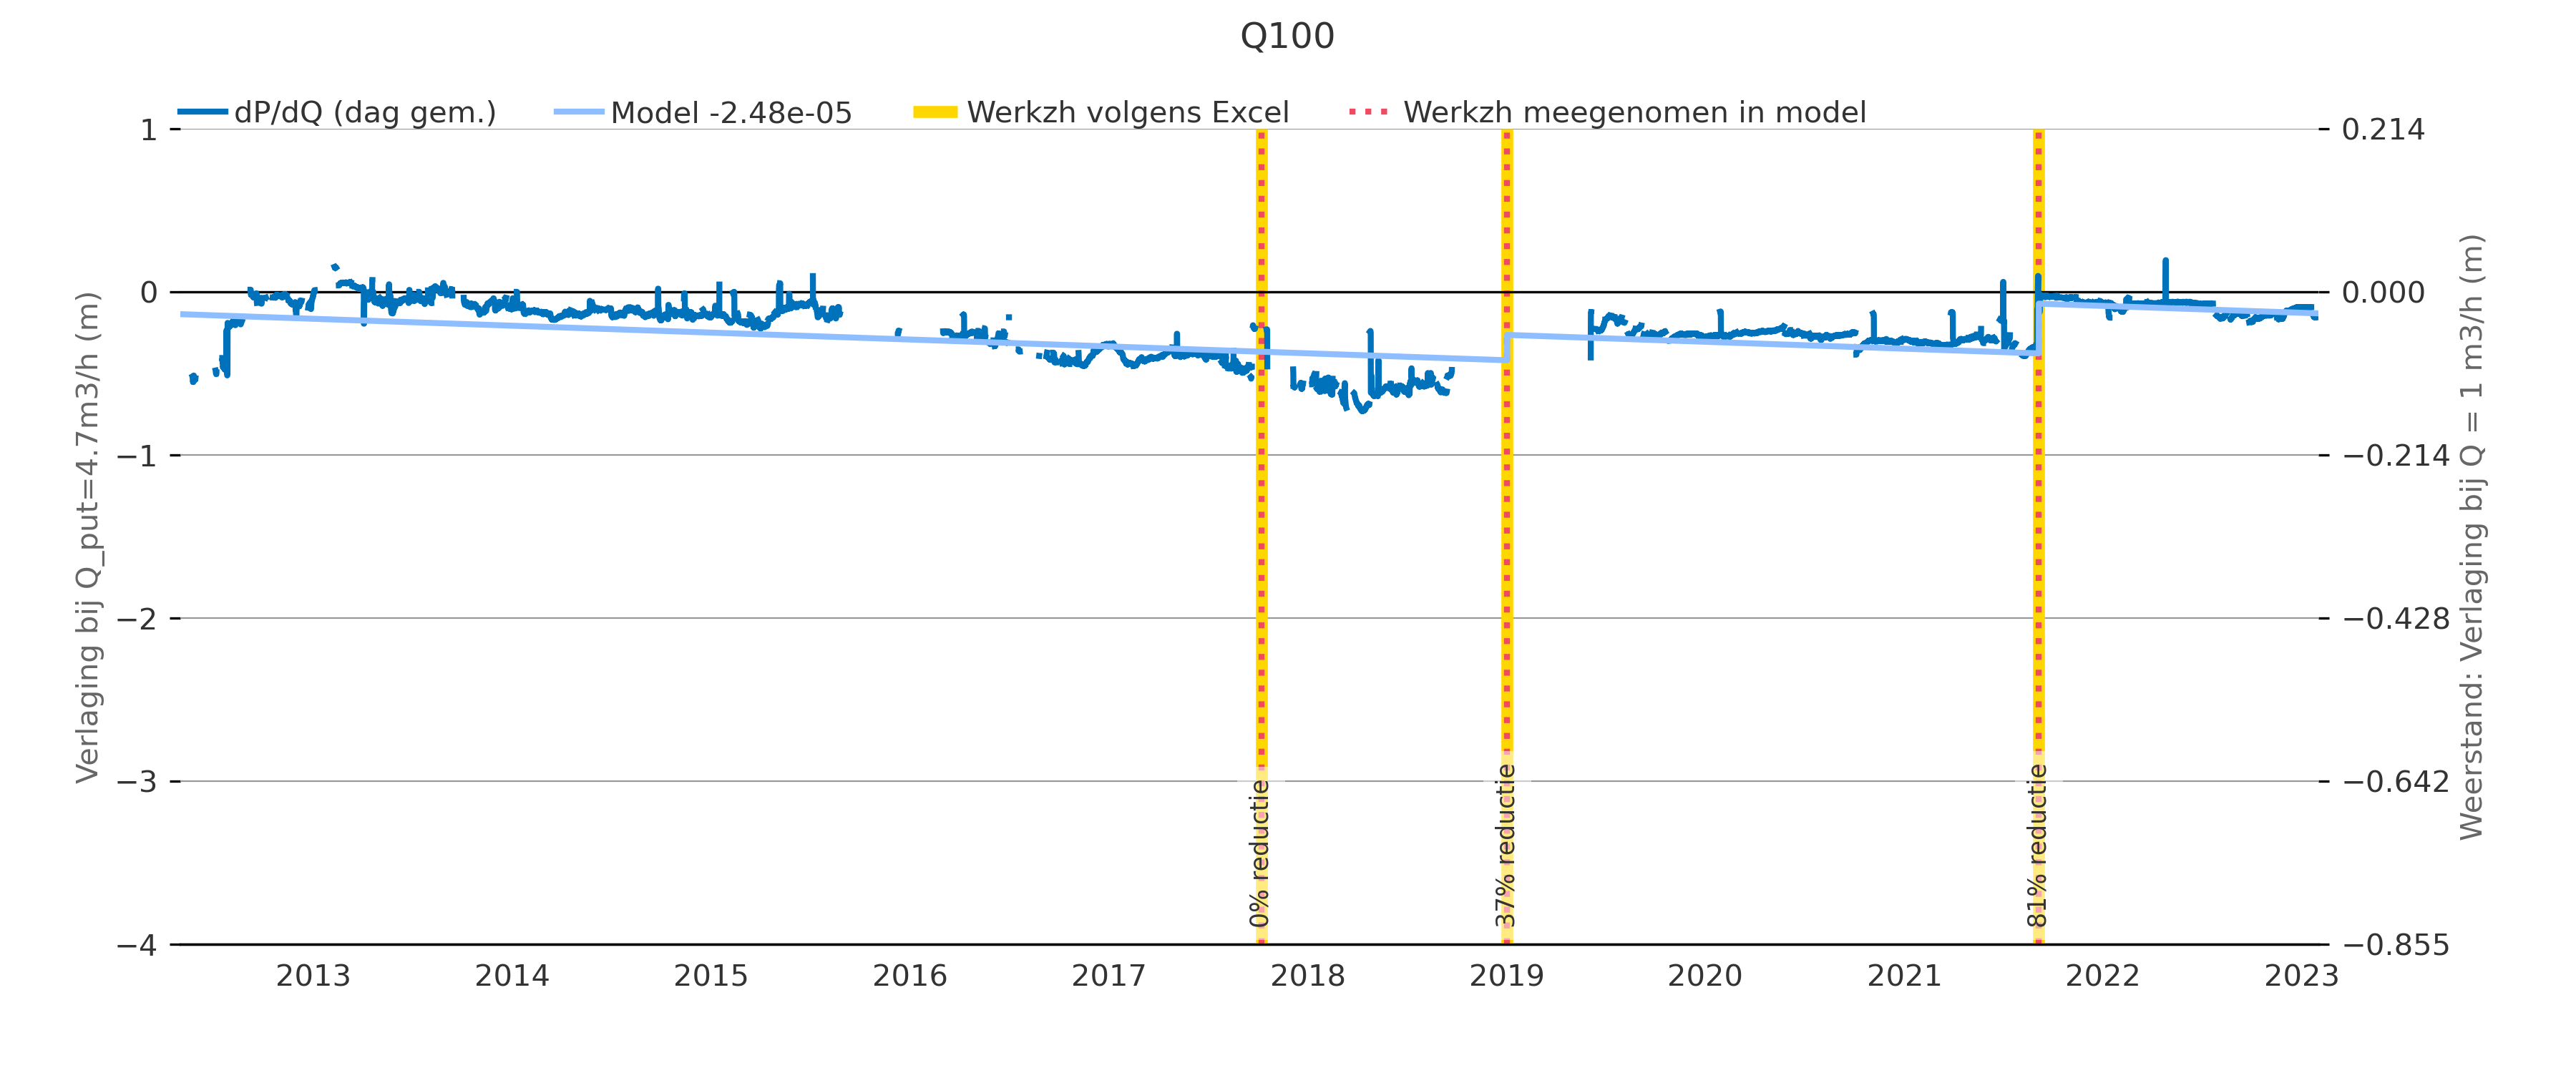 Q100
dP/dQ (dag gem.)
Model -2.48e-05
Werkzh volgens Excel
Werkzh meegenomen in model
1
0
−1
−2
−3
−4
Verlaging bij Q_put=4.7m3/h (m)
0.214
0.000
−0.214
−0.428
−0.642
−0.855
Weerstand: Verlaging bij Q = 1 m3/h (m)
0% reductie
37% reductie
81% reductie
2013
2014
2015
2016
2017
2018
2019
2020
2021
2022
2023